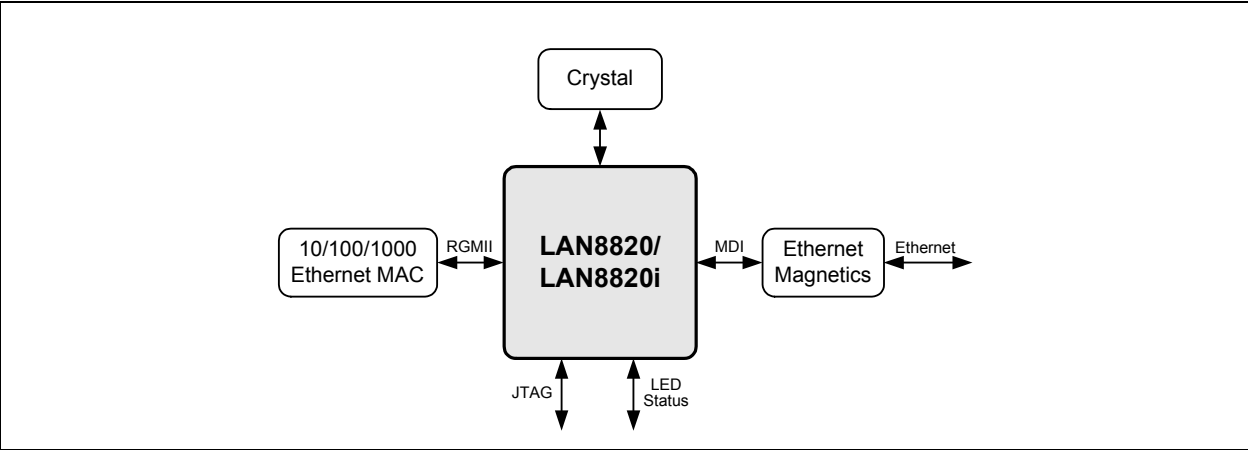 Crystal
10/100/1000
Ethernet MAC
RGMII
LAN8820/
LAN8820i
MDI
Ethernet
Magnetics
Ethernet
JTAG
LED
Status